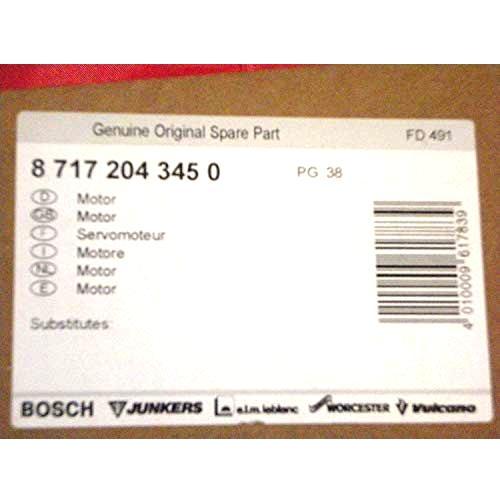 Genuine Original Spare Part FD 491
8 717 204 345 0 PG 38
D Motor
GB Motor
F Servomoteur
I Motore
NL Motor
E Motor
Substitutes:
4 010009 617839
BOSCH JUNKERS e.l.m. leblanc WORCESTER Vulcano